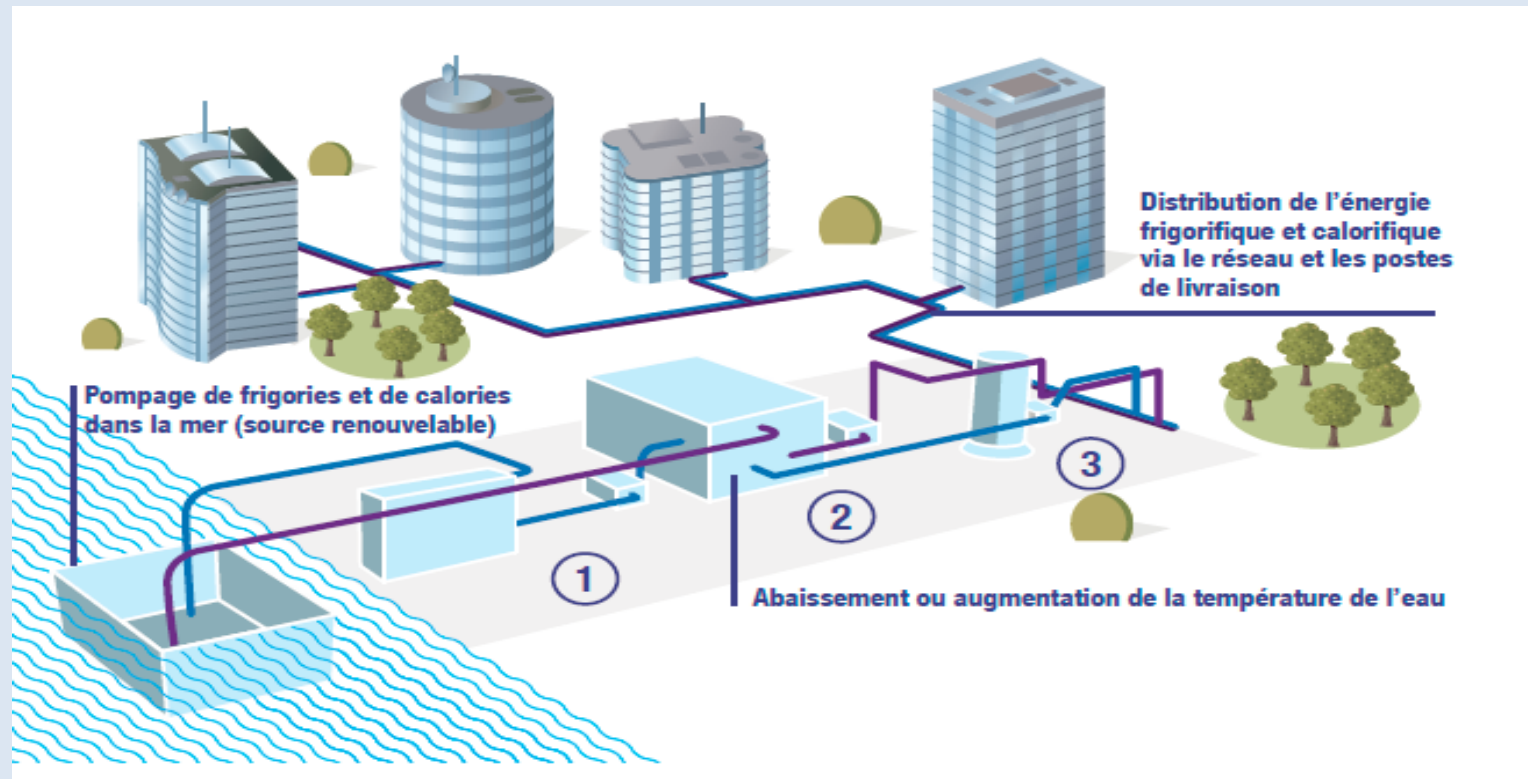 Distribution de l'énergie
frigorifique et calorifique
via le réseau et les postes
de livraison
Pompage de frigories et de calories
dans la mer (source renouvelable)
3
2
1
Abaissement ou augmentation de la température de l'eau